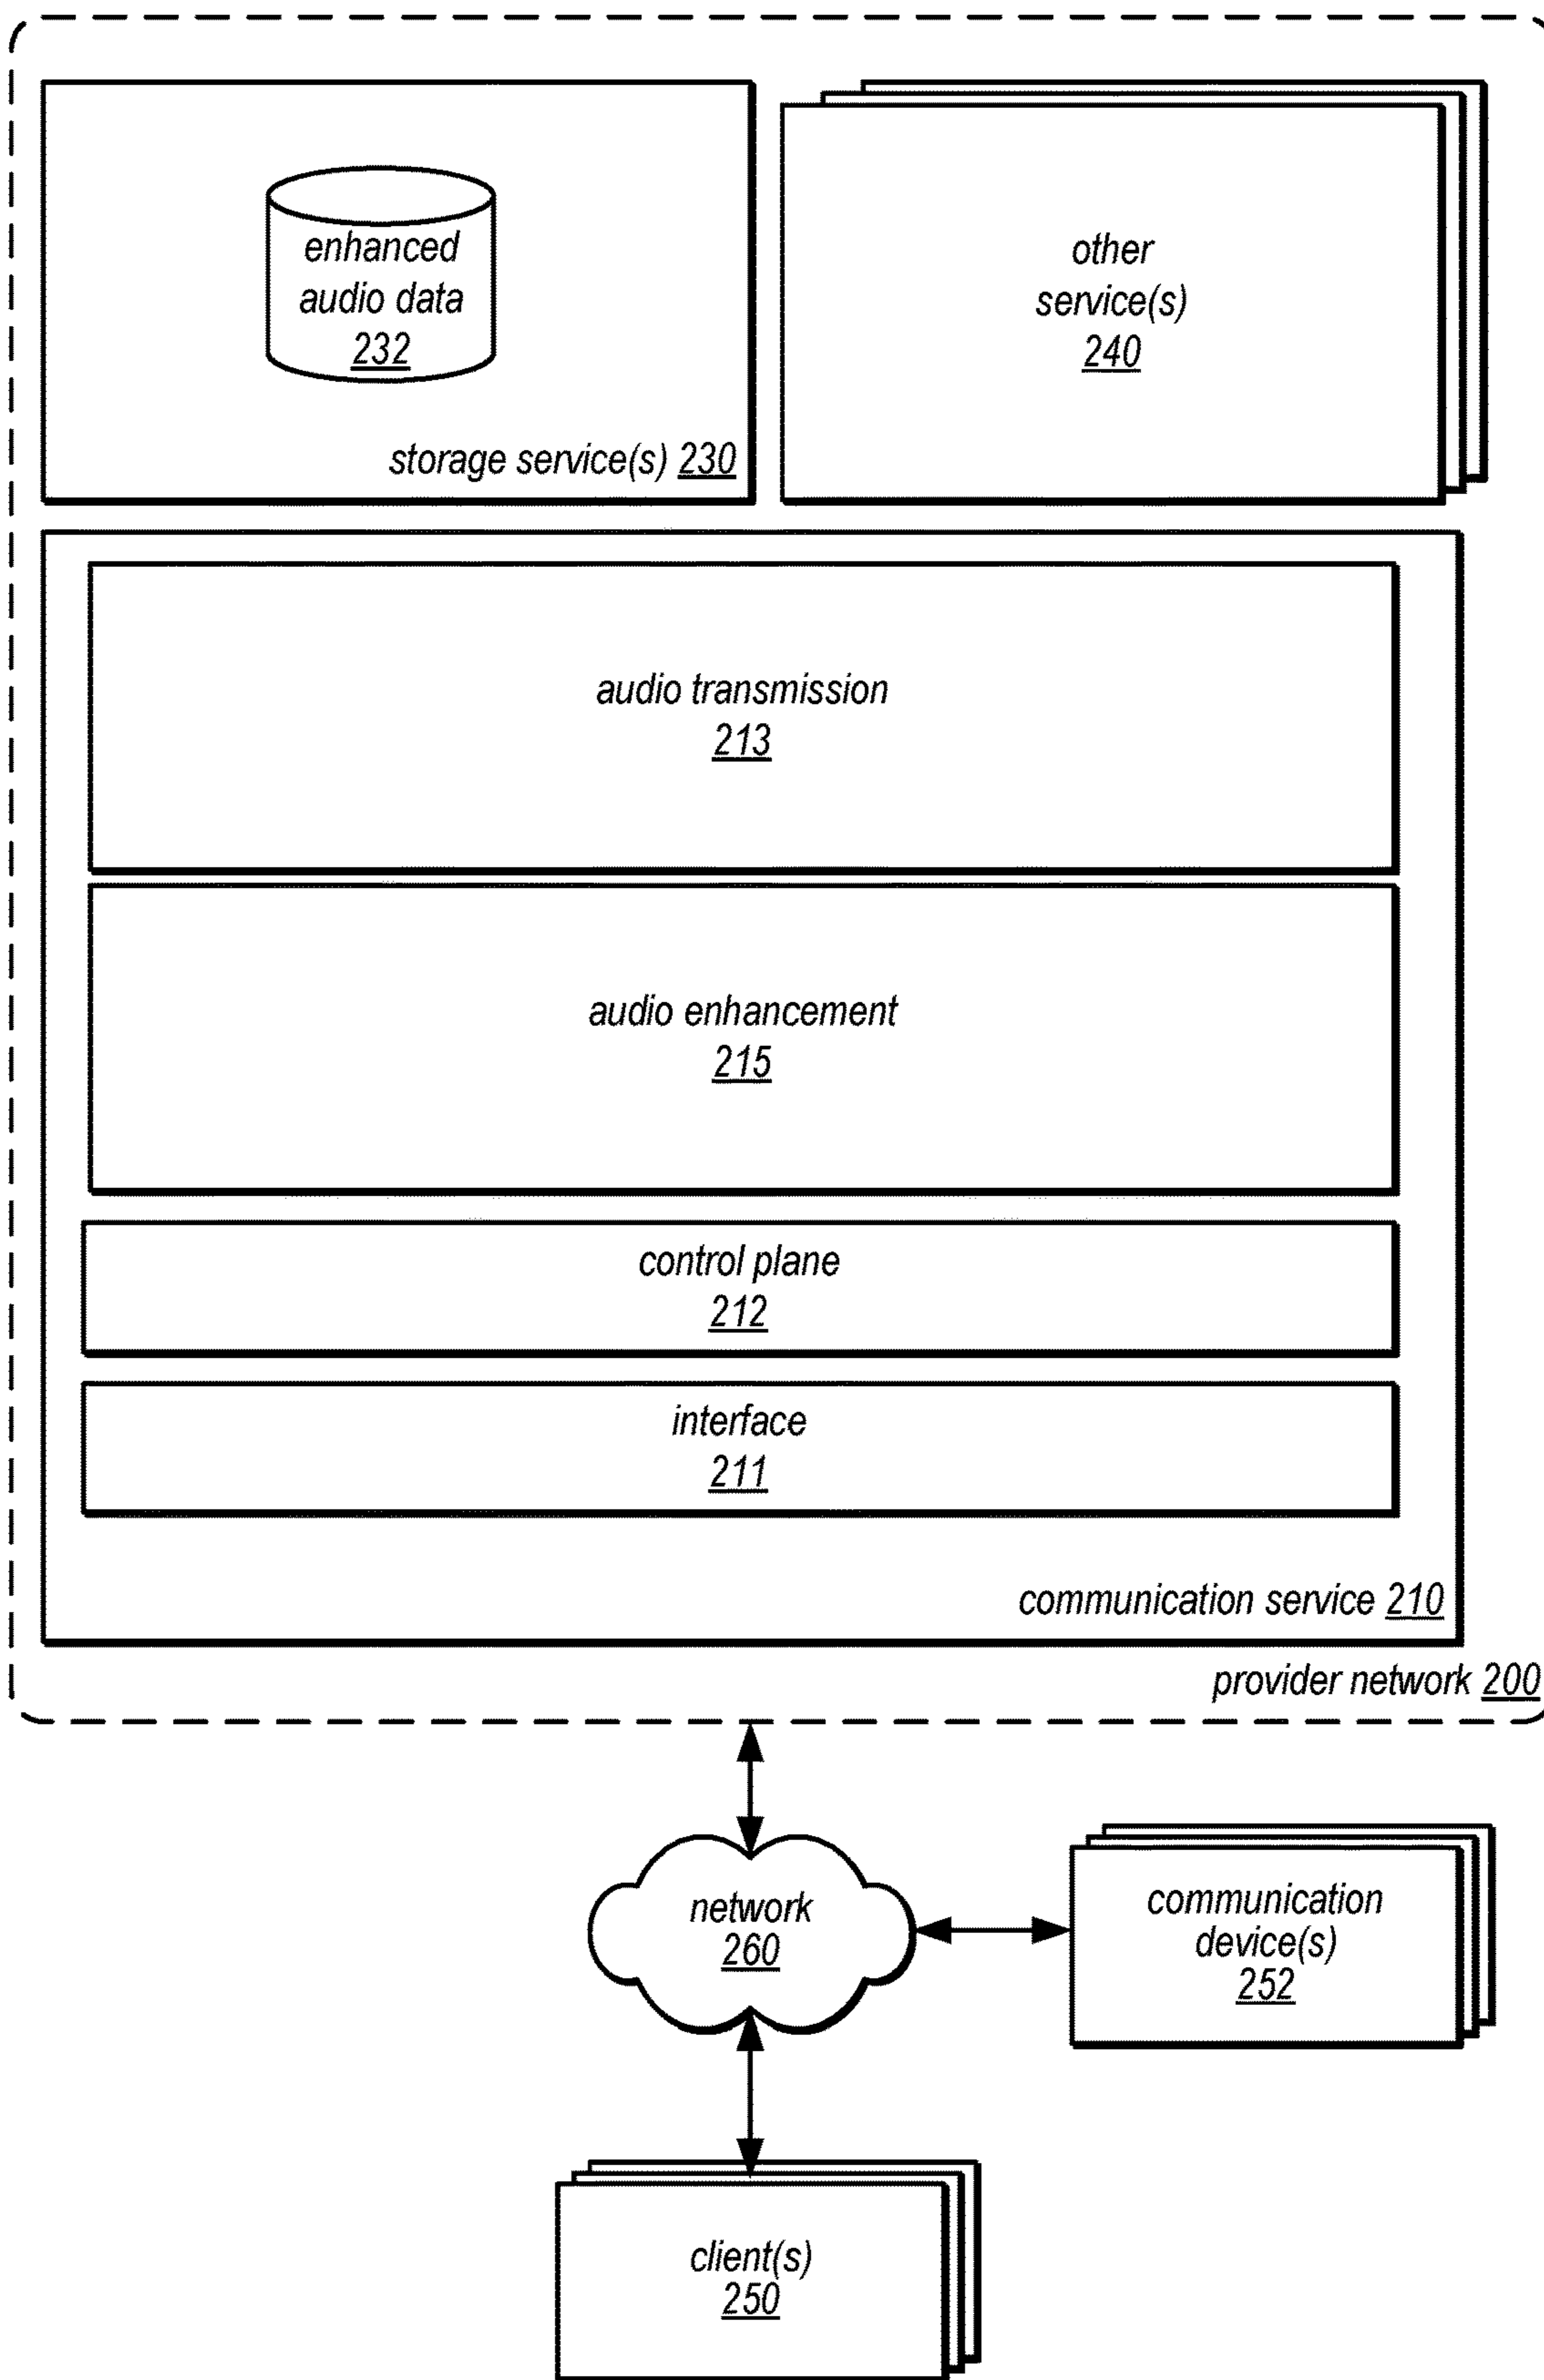 enhanced
audio data
232
storage service(s) 230
other
service(s)
240
audio transmission
213
audio enhancement
215
control plane
212
interface
211
communication service 210
provider network 200
network
260
communication
device(s)
252
client(s)
250